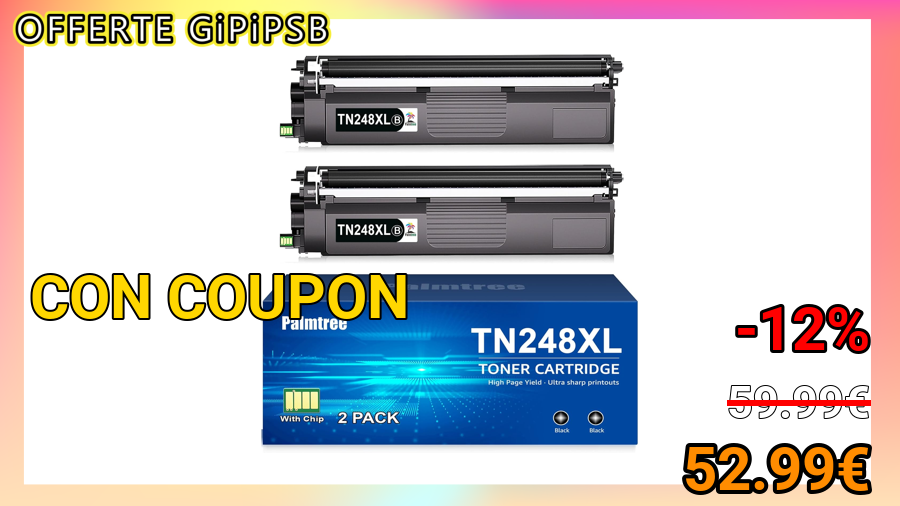 OFFERTE GiPiPSB
TN248XL B
TN248XL B
CON COUPON
Palmtree
Palmtree
TN248XL
TONER CARTRIDGE
High Page Yield · Ultra sharp printouts
With Chip
2 PACK
Black
Black
-12%
59.99€
52.99€